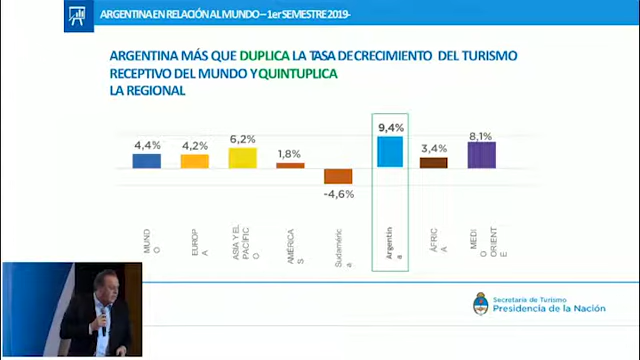 ARGENTINA EN RELACIÓN AL MUNDO – 1er SEMESTRE 2019-
ARGENTINA MÁS QUE DUPLICA LA TASA DE CRECIMIENTO DEL TURISMO
RECEPTIVO DEL MUNDO Y QUINTUPLICA
LA REGIONAL
4,4%
4,2%
6,2%
1,8%
-4,6%
9,4%
3,4%
8,1%
MUND
O
EUROP
A
ASIA Y EL
PACÍFIC
O
AMÉRICA
S
Sudaméric
a
Argentin
a
ÁFRIC
A
MEDI
O
ORIENT
E
Secretaría de Turismo
Presidencia de la Nación